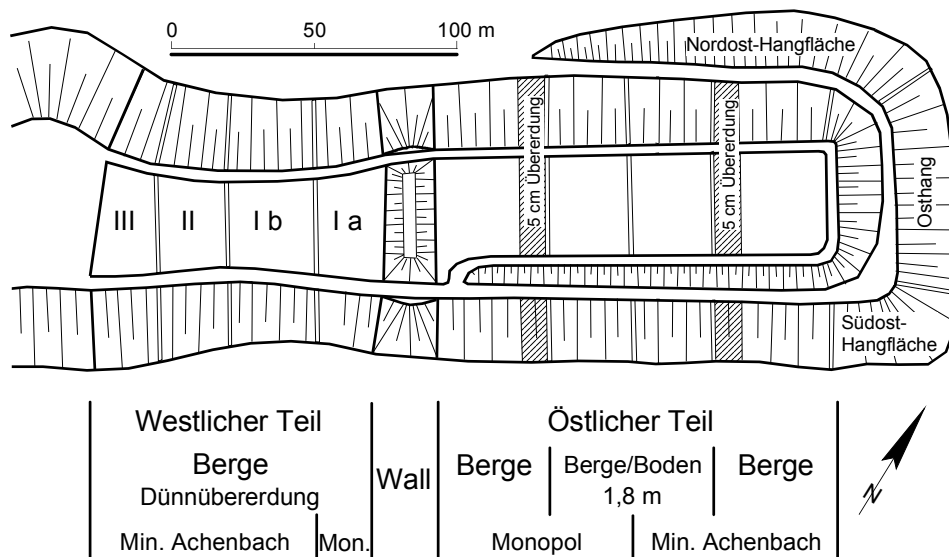 0 50 100 m
Nordost-Hangfläche
5 cm Übererdung
5 cm Übererdung
Osthang
III II I b I a
Südost-
Hangfläche
Westlicher Teil
Östlicher Teil
Berge
Dünnübererdung
Wall
Berge
Berge/Boden
1,8 m
Berge
Min. Achenbach
Mon.
Monopol
Min. Achenbach
N